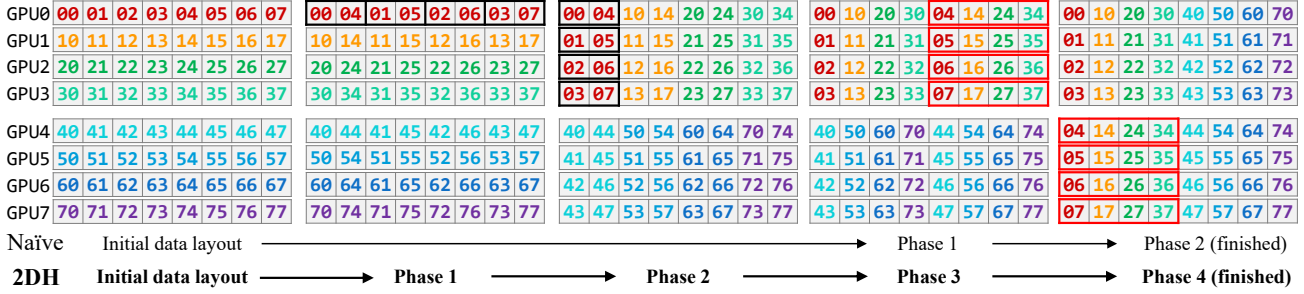 GPU0 00 01 02 03 04 05 06 07 00 04 01 05 02 06 03 07 00 04 10 14 20 24 30 34 00 10 20 30 04 14 24 34 00 10 20 30 40 50 60 70
GPU1 10 11 12 13 14 15 16 17 10 14 11 15 12 16 13 17 01 05 11 15 21 25 31 35 01 11 21 31 05 15 25 35 01 11 21 31 41 51 61 71
GPU2 20 21 22 23 24 25 26 27 20 24 21 25 22 26 23 27 02 06 12 16 22 26 32 36 02 12 22 32 06 16 26 36 02 12 22 32 42 52 62 72
GPU3 30 31 32 33 34 35 36 37 30 34 31 35 32 36 33 37 03 07 13 17 23 27 33 37 03 13 23 33 07 17 27 37 03 13 23 33 43 53 63 73
GPU4 40 41 42 43 44 45 46 47 40 44 41 45 42 46 43 47 40 44 50 54 60 64 70 74 40 50 60 70 44 54 64 74 04 14 24 34 44 54 64 74
GPU5 50 51 52 53 54 55 56 57 50 54 51 55 52 56 53 57 41 45 51 55 61 65 71 75 41 51 61 71 45 55 65 75 05 15 25 35 45 55 65 75
GPU6 60 61 62 63 64 65 66 67 60 64 61 65 62 66 63 67 42 46 52 56 62 66 72 76 42 52 62 72 46 56 66 76 06 16 26 36 46 56 66 76
GPU7 70 71 72 73 74 75 76 77 70 74 71 75 72 76 73 77 43 47 53 57 63 67 73 77 43 53 63 73 47 57 67 77 07 17 27 37 47 57 67 77
Naïve Initial data layout Phase 1 Phase 2 (finished)
2DH Initial data layout Phase 1 Phase 2 Phase 3 Phase 4 (finished)